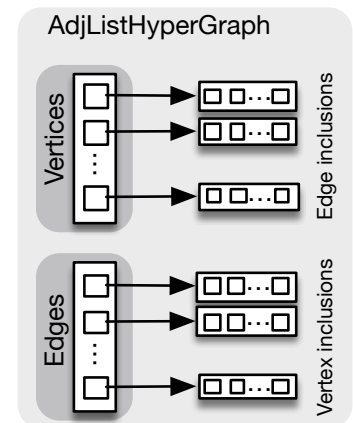 AdjListHyperGraph
Vertices
Edge inclusions
Edges
Vertex inclusions